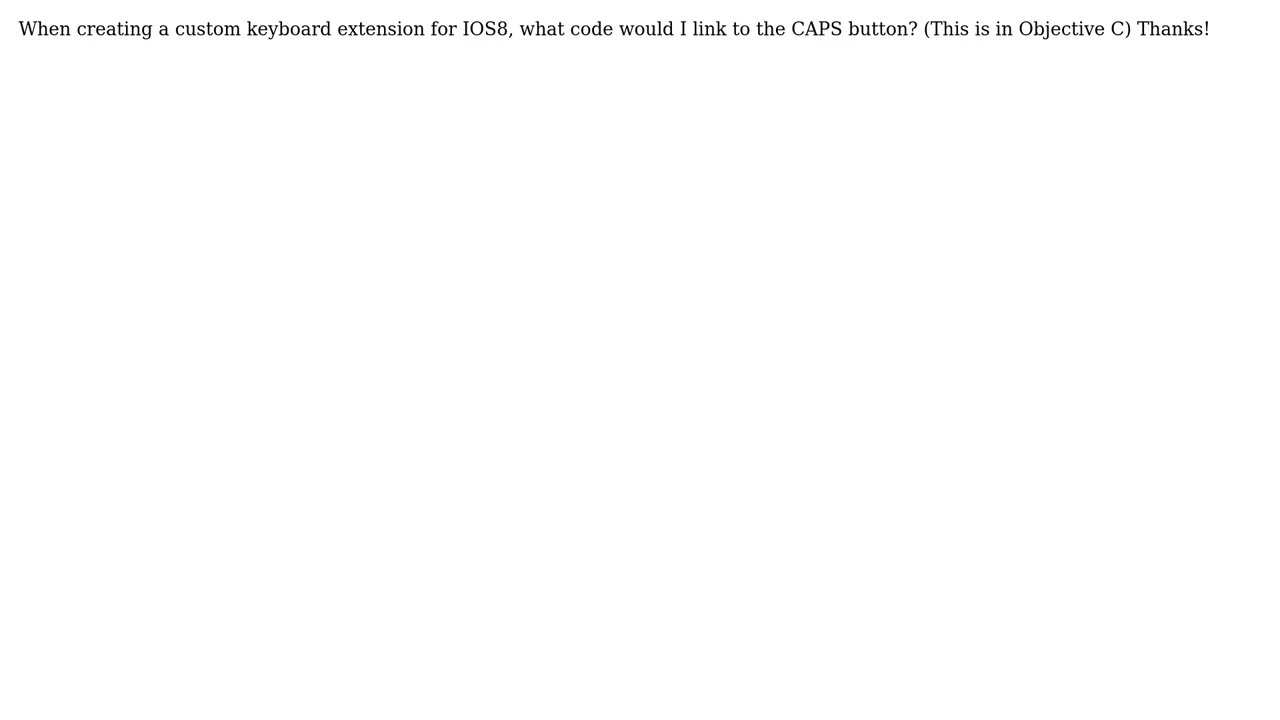 When creating a custom keyboard extension for IOS8, what code would I link to the CAPS button? (This is in Objective C) Thanks!